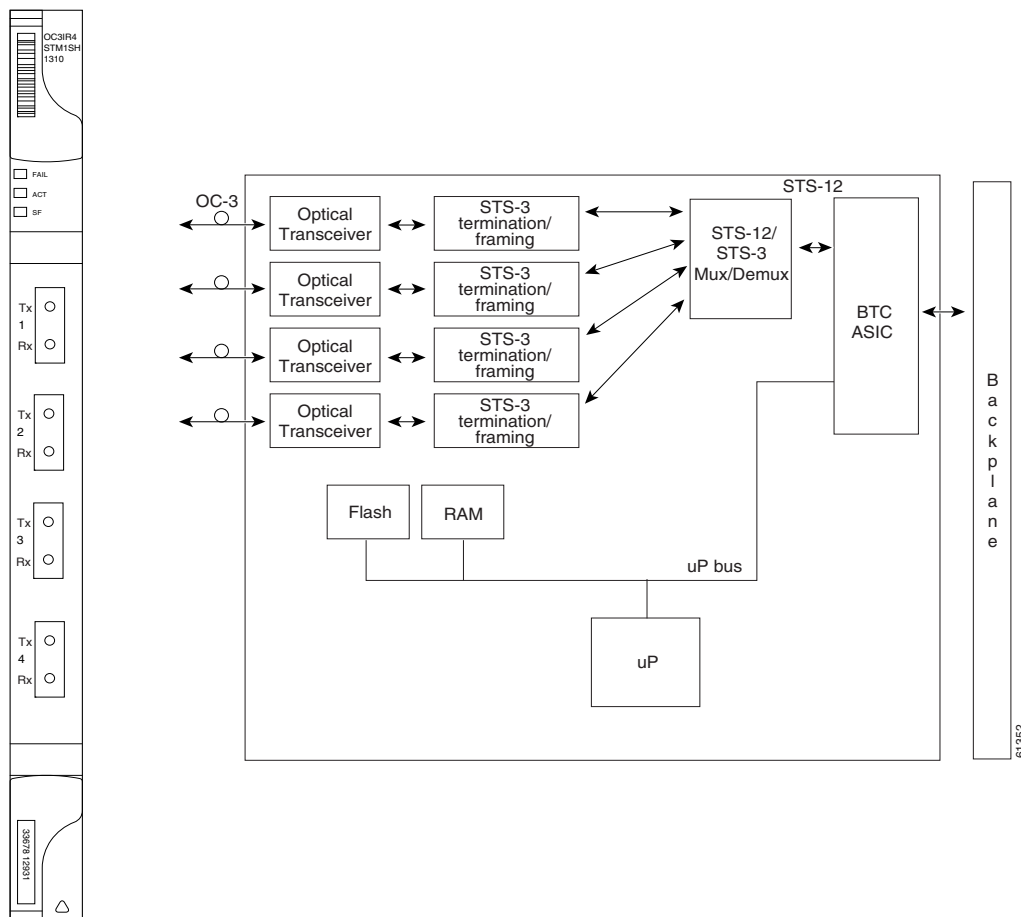 OC3IR4
STM1SH
1310
FAIL
ACT
SF
Tx
1
Rx
Tx
2
Rx
Tx
3
Rx
Tx
4
Rx
33678 12931
OC-3
STS-12
Optical
Transceiver
STS-3
termination/
framing
Optical
Transceiver
STS-3
termination/
framing
Optical
Transceiver
STS-3
termination/
framing
Optical
Transceiver
STS-3
termination/
framing
STS-12/
STS-3
Mux/Demux
BTC
ASIC
Flash
RAM
uP bus
uP
Backplane
61352